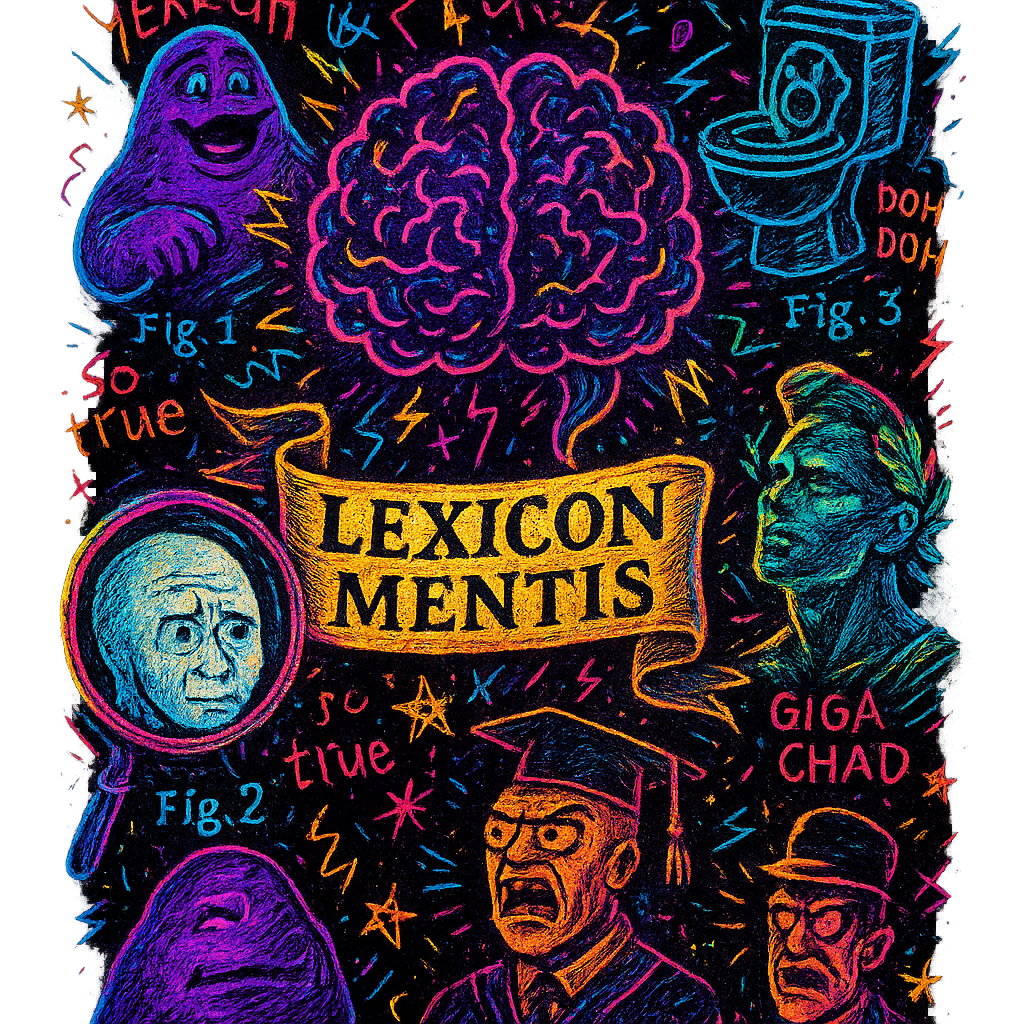 DOH
DOH
Fig. 1
Fig. 3
so
true
LEXICON
MENTIS
so
true
GIGA
CHAD
Fig. 2